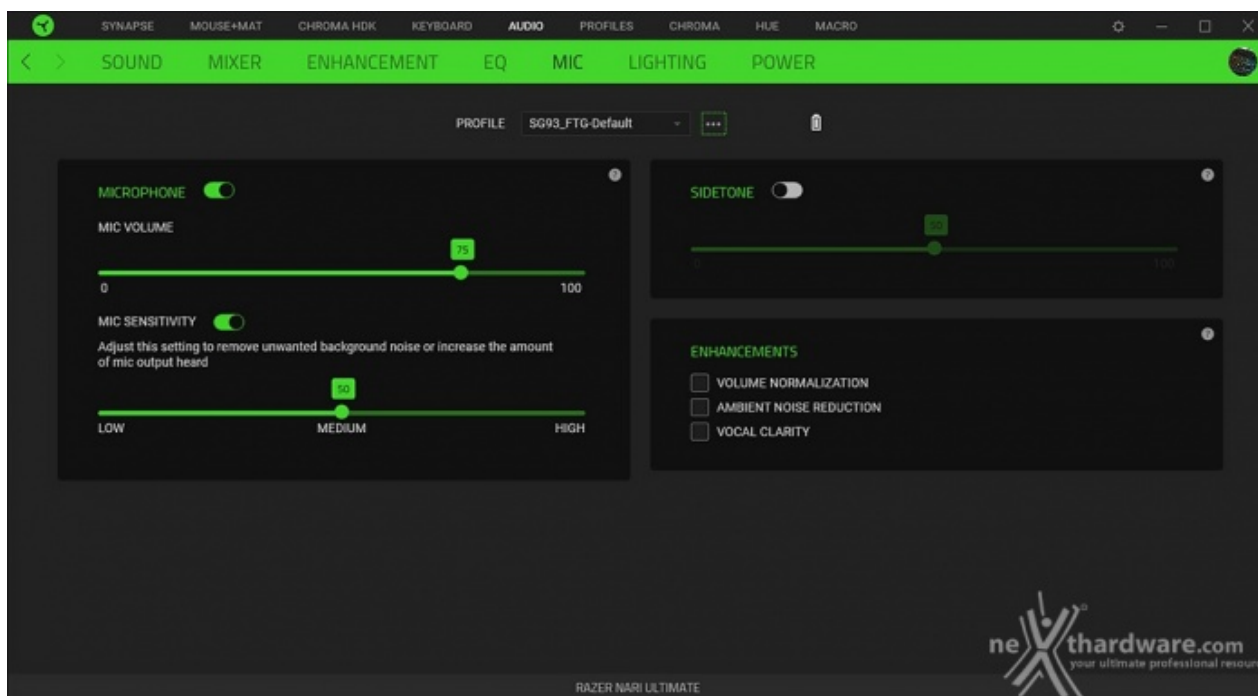 SYNAPSE MOUSE+MAT CHROMA HDK KEYBOARD AUDIO PROFILES CHROMA HUE MACRO
SOUND MIXER ENHANCEMENT EQ MIC LIGHTING POWER
PROFILE SG93_FTG-Default
MICROPHONE
MIC VOLUME
75
0 100
MIC SENSITIVITY
Adjust this setting to remove unwanted background noise or increase the amount
of mic output heard
50
LOW MEDIUM HIGH
SIDETONE
50
0 100
ENHANCEMENTS
VOLUME NORMALIZATION
AMBIENT NOISE REDUCTION
VOCAL CLARITY
RAZER NARI ULTIMATE
nexthardware.com
your ultimate professional resour